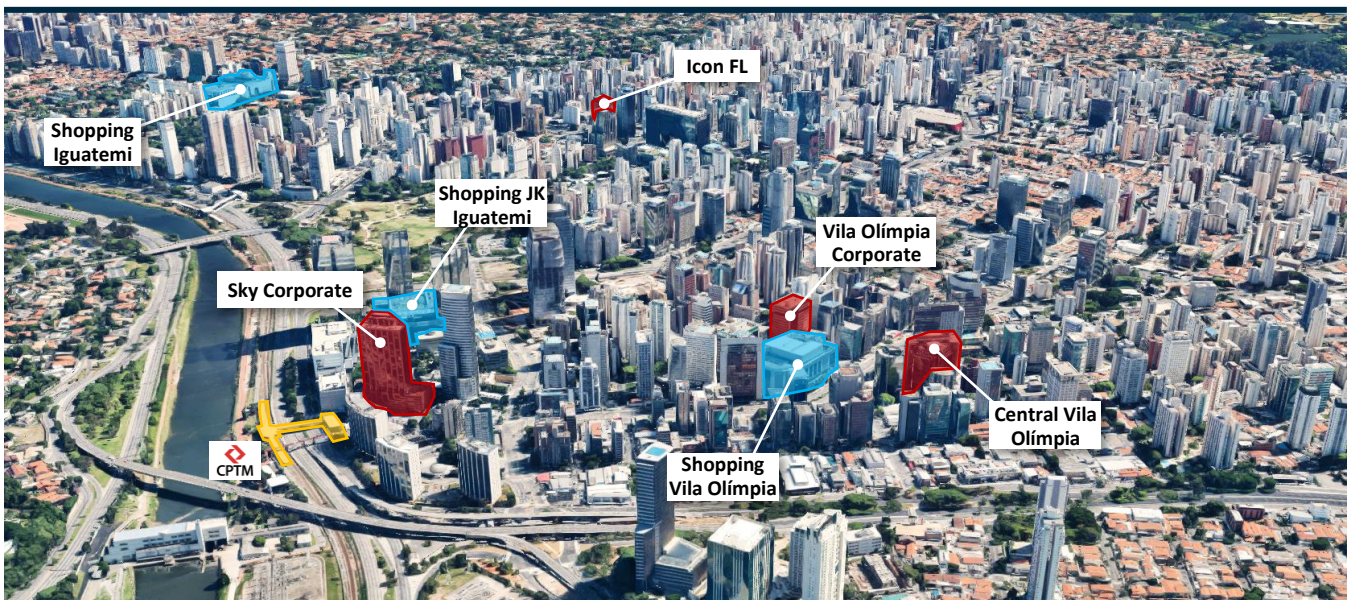 Icon FL
Shopping
Iguatemi
Shopping JK
Iguatemi
Vila Olímpia
Corporate
Sky Corporate
Central Vila
Olímpia
CPTM
Shopping
Vila Olímpia